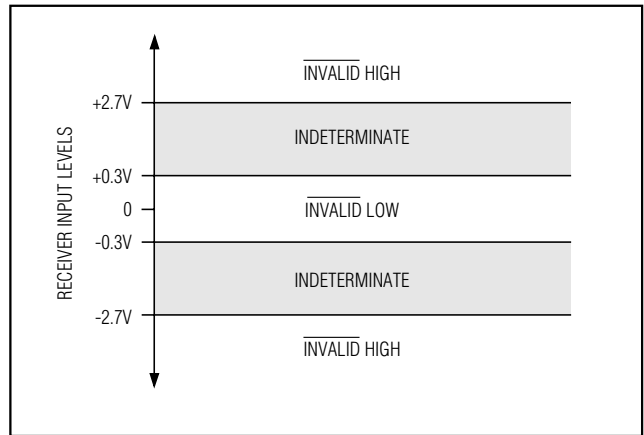 INVALID HIGH
+2.7V
INDETERMINATE
+0.3V
RECEIVER INPUT LEVELS
0
INVALID LOW
-0.3V
INDETERMINATE
-2.7V
INVALID HIGH